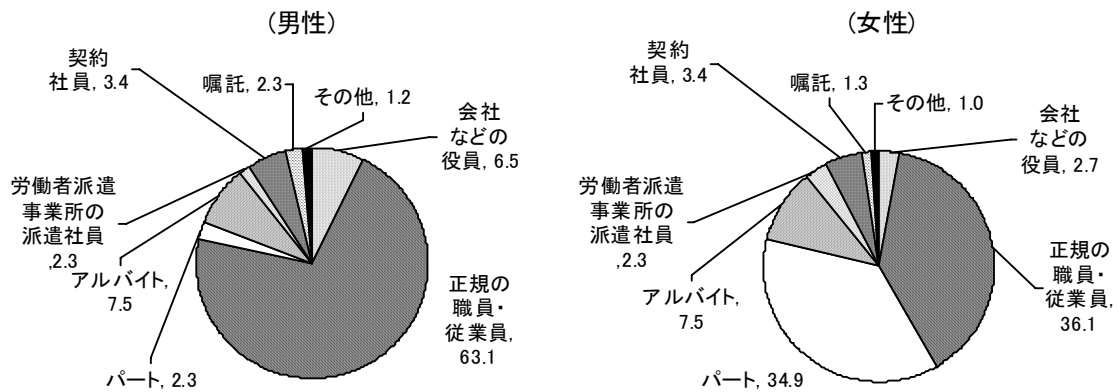 (男性)
契約
社員, 3.4
嘱託, 2.3
その他, 1.2
会社
などの
役員, 6.5
労働者派遣
事業所の
派遣社員
,2.3
アルバイト,
7.5
パート, 2.3
正規の
職員・
従業員,
63.1
(女性)
契約
社員, 3.4
嘱託, 1.3
その他, 1.0
会社
などの
役員, 2.7
労働者派遣
事業所の
派遣社員
,2.3
アルバイト,
7.5
パート, 34.9
正規の
職員・
従業員,
36.1